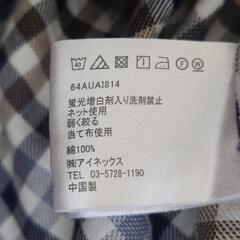 64AUAI814
蛍光増白剤入り洗剤禁止
ネット使用
弱く絞る
当て布使用
綿100%
㈱アイネックス
TEL 03-5728-1190
中国製